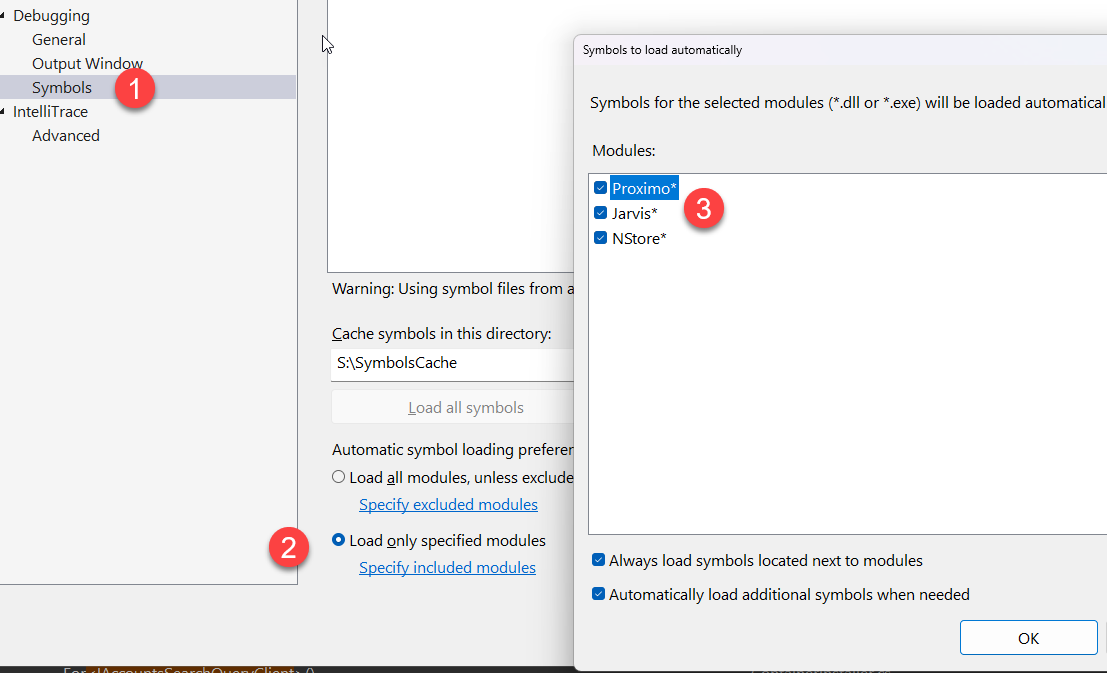 Debugging
General
Output Window
Symbols
1
IntelliTrace
Advanced
Warning: Using symbol files from a
Cache symbols in this directory:
S:\SymbolsCache
Load all symbols
Automatic symbol loading preferen
Load all modules, unless exclude
Specify excluded modules
2
Load only specified modules
Specify included modules
Symbols to load automatically
Symbols for the selected modules (*.dll or *.exe) will be loaded automatical
Modules:
Proximo*
3
Jarvis*
NStore*
Always load symbols located next to modules
Automatically load additional symbols when needed
OK
For<IAccountsSearchQueryClient>()